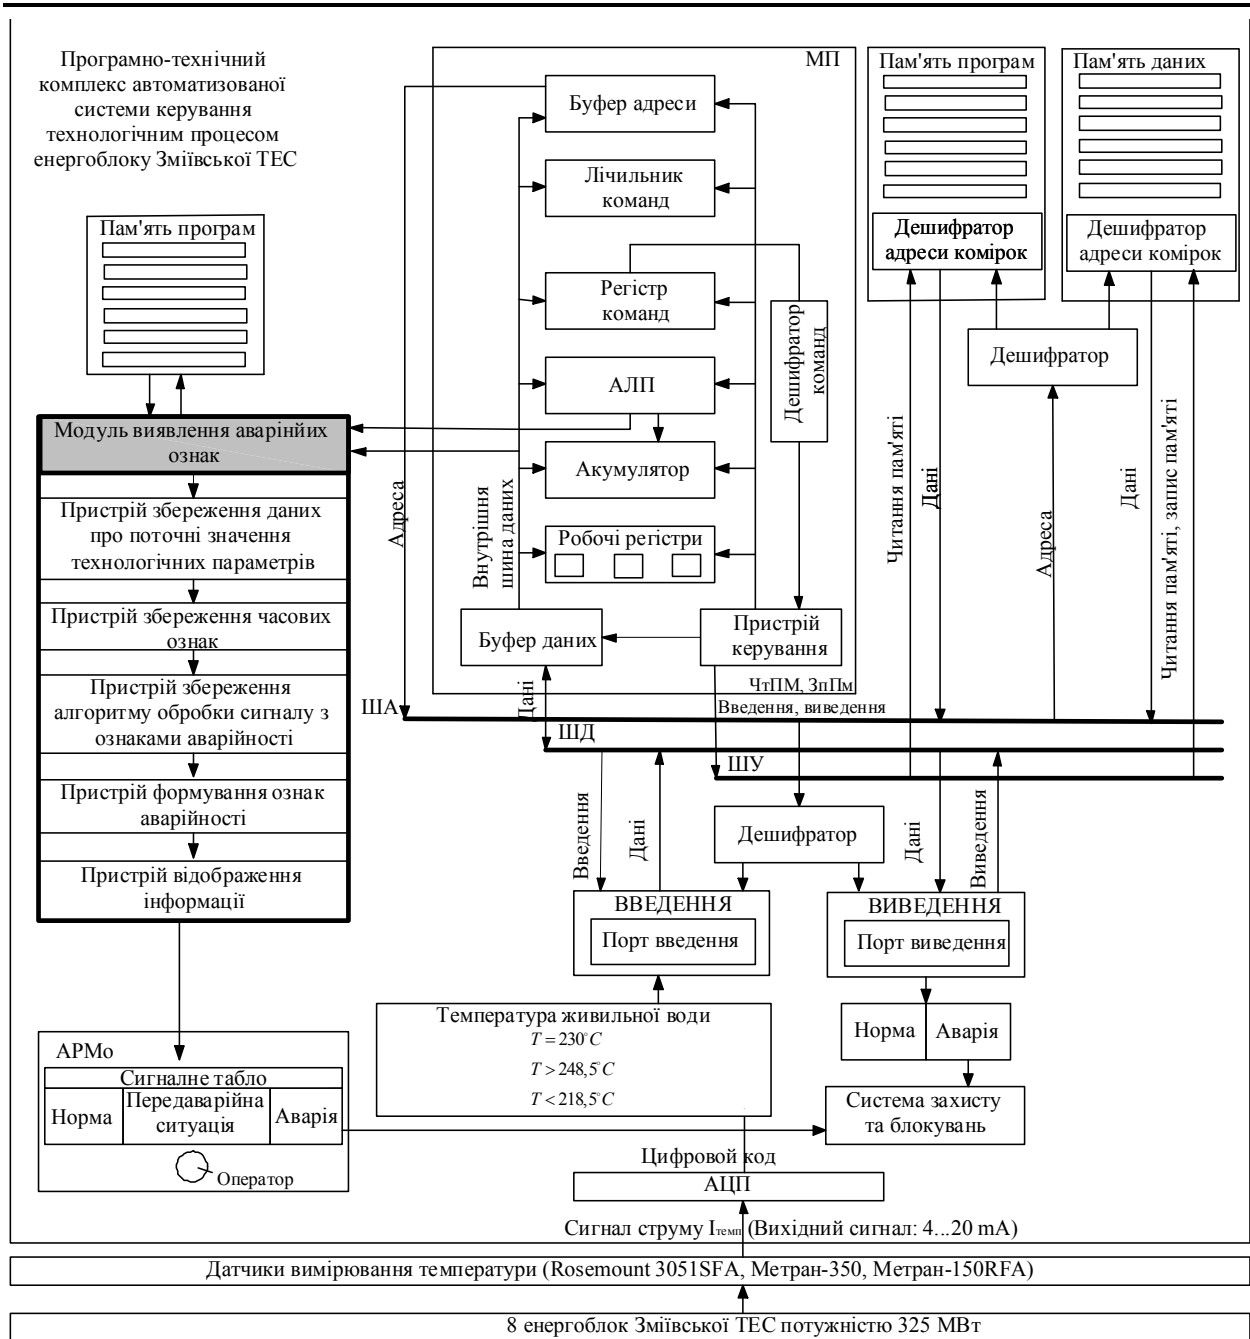 Програмно-технічний
комплекс автоматизованої
системи керування
технологічним процесом
енергоблоку Зміївської ТЕС
Пам'ять програм
Модуль виявлення аварінйих
ознак
Пристрій збереження даних
про поточні значення
технологічних параметрів
Пристрій збереження часових
ознак
Пристрій збереження
алгоритму обробки сигналу з
ознаками аварійності
Пристрій формування ознак
аварійності
Пристрій відображення
інформації
АРМо
Сигналне табло
Норма
Передаварійна
ситуація
Аварія
Оператор
МП
Буфер адреси
Лічильник
команд
Регістр
команд
АЛП
Акумулятор
Робочі регістри
Дешифратор
команд
Адреса
Внутрішня
шина даних
Буфер даних
Пристрій
керування
Дані
ЧтПМ, ЗпПм
Введення, виведення
ША
ШД
ШУ
Пам'ять програм
Дешифратор
адреси комірок
Пам'ять даних
Дешифратор
адреси комірок
Дешифратор
Читання пам'яті
Дані
Адреса
Дані
Читання пам'яті, запис пам'яті
Введення
Дані
Дешифратор
Дані
Виведення
ВВЕДЕННЯ
Порт введення
ВИВЕДЕННЯ
Порт виведення
Температура живильної води
T = 230°C
T > 248,5°C
T < 218,5°C
Норма
Аварія
Система захисту
та блокувань
Цифровой код
АЦП
Сигнал струму Iтемп (Вихідний сигнал: 4...20 mA)
Датчики вимірювання температури (Rosemount 3051SFA, Метран-350, Метран-150RFA)
8 енергоблок Зміївської ТЕС потужністю 325 МВт